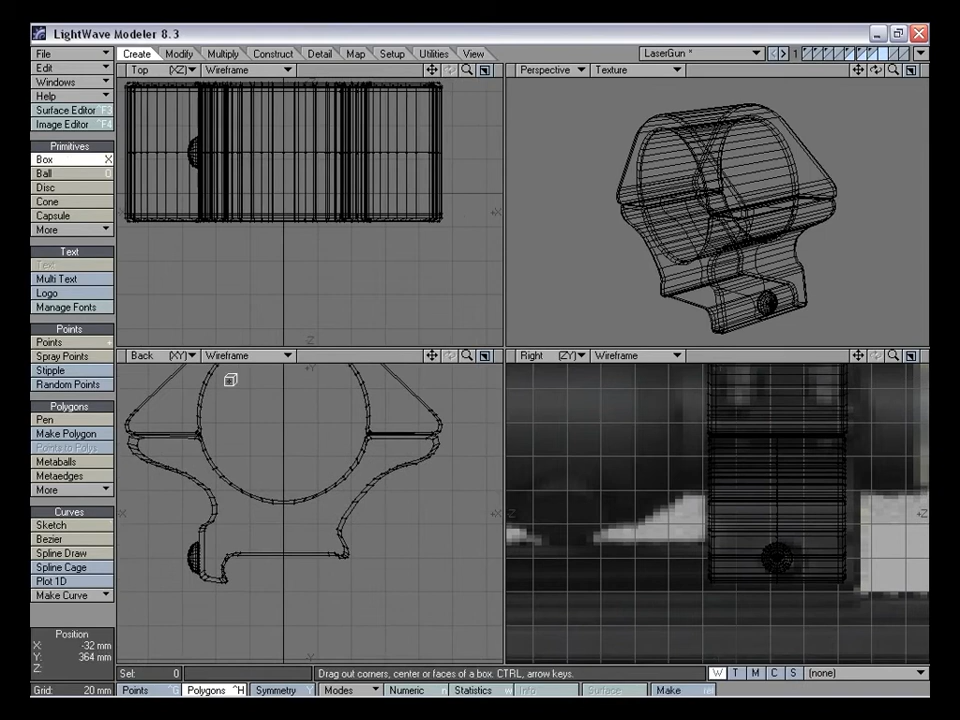 LightWave Modeler 8.3
File
Create Modify Multiply Construct Detail Map Setup Utilities View
LaserGun *
1
Edit
Windows
Help
Surface Editor F3
Image Editor ^F4
Top (XZ) Wireframe
Perspective Texture
Primitives
Box X
Ball O
Disc
Cone
Capsule
More
Text
Text
Multi Text
Logo
Manage Fonts
Points
Points +
Spray Points
Stipple
Random Points
Back (XY) Wireframe
Right (ZY) Wireframe
Polygons
Pen
Make Polygon
Points to Polys
Metaballs
Metaedges
More
Curves
Sketch
Bezier
Spline Draw
Spline Cage
Plot 1D
Make Curve
Position
X: -32 mm
Y: 364 mm
Z:
Sel: 0
Drag out corners, center or faces of a box. CTRL, arrow keys.
W T M C S (none)
Grid: 20 mm
Points ^G Polygons ^H Symmetry Y Modes Numeric n Statistics w Info Surface Make